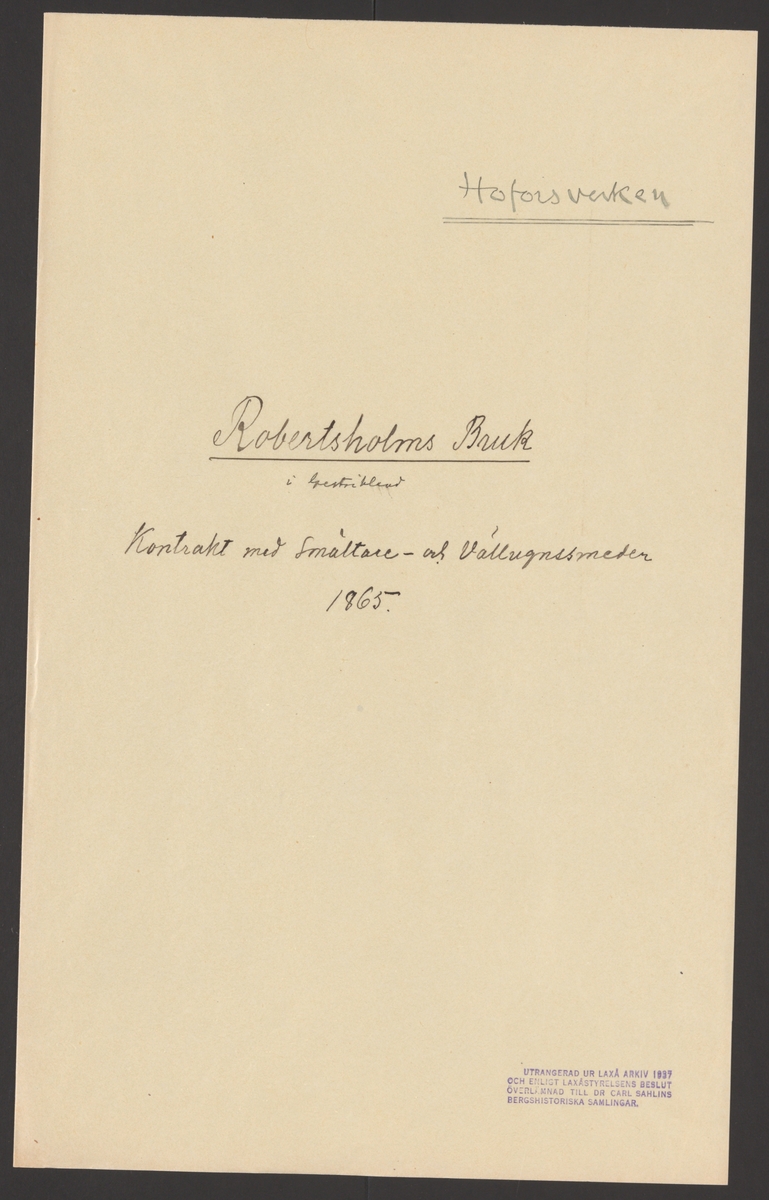 Hoforsverken
Robertsholms Bruk
i Gestrikland
Kontrakt med Smältare- och Vällugnssmeder
1865.
UTRANGERAD UR LAXÅ ARKIV 1937
OCH ENLIGT LAXÅSTYRELSENS BESLUT
ÖVERLÄMNAD TILL DR CARL SAHLINS
BERGSHISTORISKA SAMLINGAR.